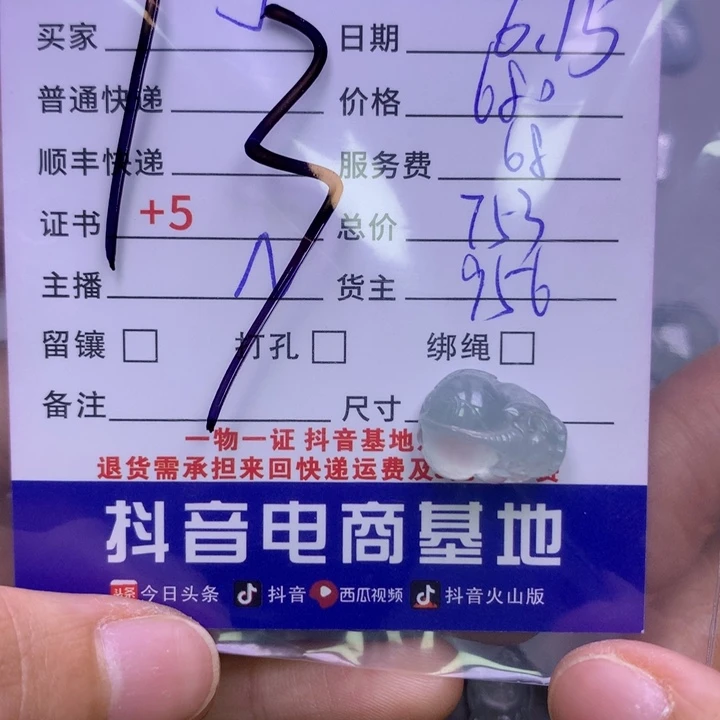 买家 日期 6.15
普通快递 价格 680
顺丰快递 服务费 68
证书 +5 总价 753
主播 货主 956
留镶 □ 打孔 □ 绑绳 □
备注 尺寸
13
一物一证 抖音基地
退货需承担来回快递运费及
抖音电商基地
头条 今日头条 抖音 西瓜视频 抖音火山版